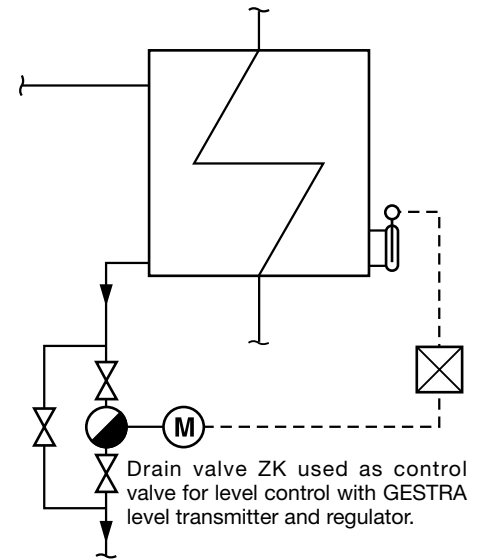 M
Drain valve ZK used as control
valve for level control with GESTRA
level transmitter and regulator.